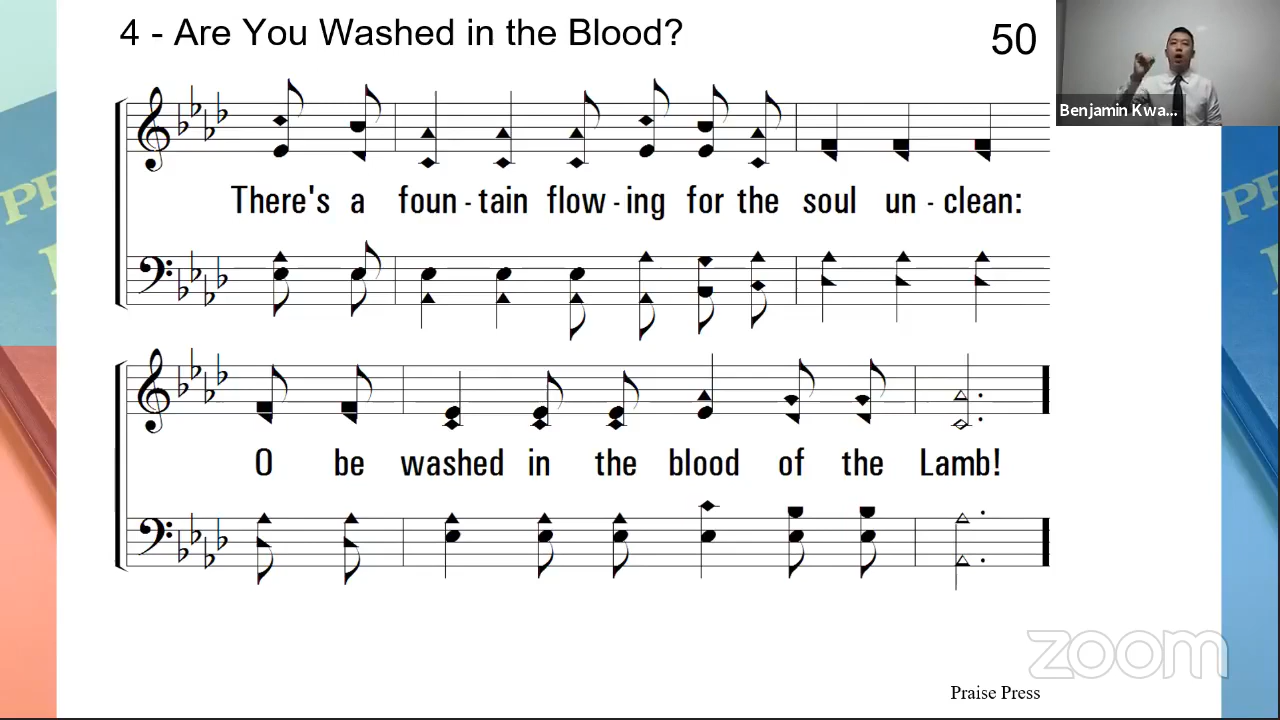 4 - Are You Washed in the Blood?
50
Benjamin Kwa...
There's a foun - tain flow - ing for the soul un - clean:
O be washed in the blood of the Lamb!
zoom
Praise Press